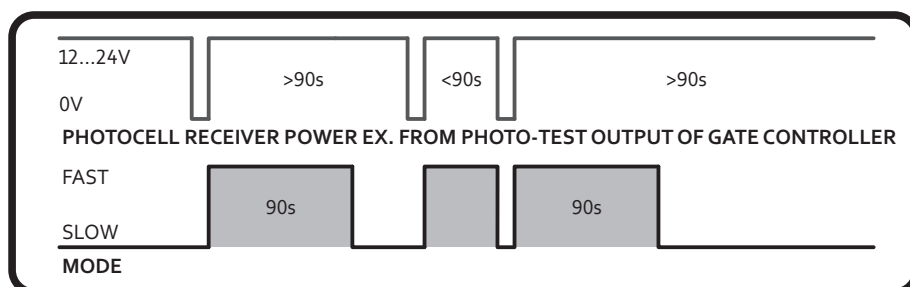 12...24V
>90s <90s >90s
0V
PHOTOCELL RECEIVER POWER EX. FROM PHOTO-TEST OUTPUT OF GATE CONTROLLER
FAST
90s 90s
SLOW
MODE